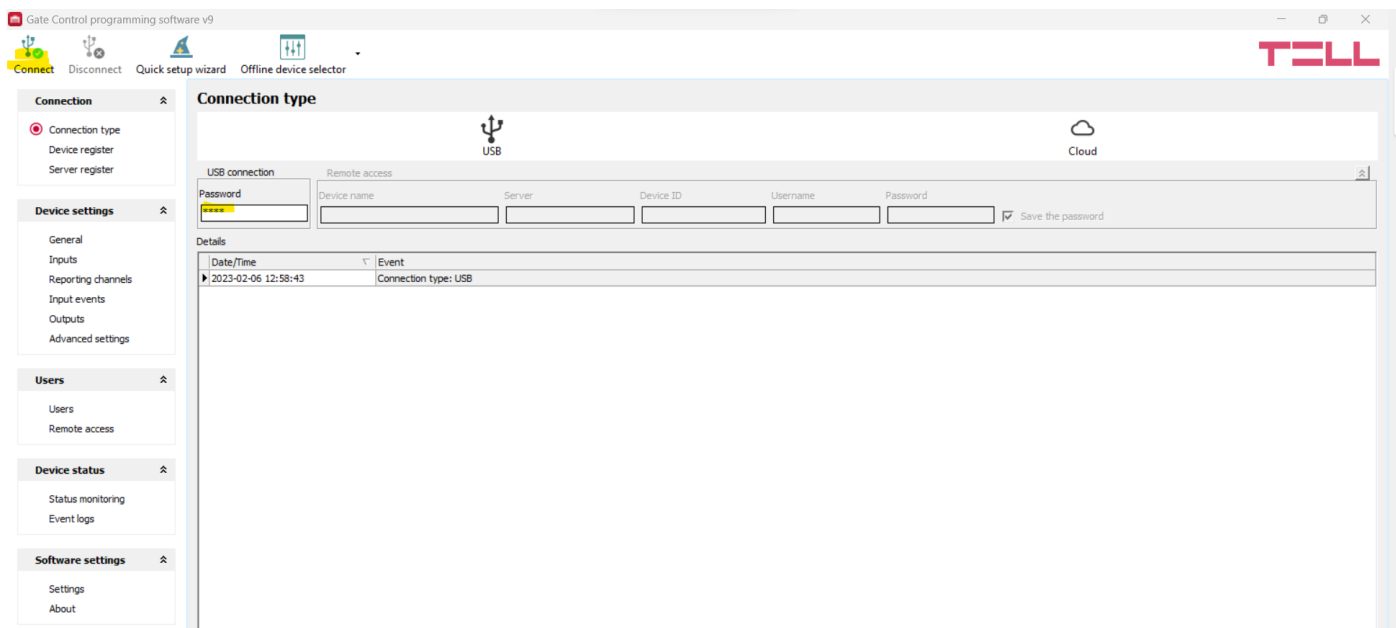 Gate Control programming software v9
Connect Disconnect Quick setup wizard Offline device selector
TELL
Connection
Connection type
Device register
Server register
Device settings
General
Inputs
Reporting channels
Input events
Outputs
Advanced settings
Users
Users
Remote access
Device status
Status monitoring
Event logs
Software settings
Settings
About
Connection type
USB Cloud
USB connection Remote access
Password Device name Server Device ID Username Password
**** Save the password
Details
Date/Time Event
2023-02-06 12:58:43 Connection type: USB